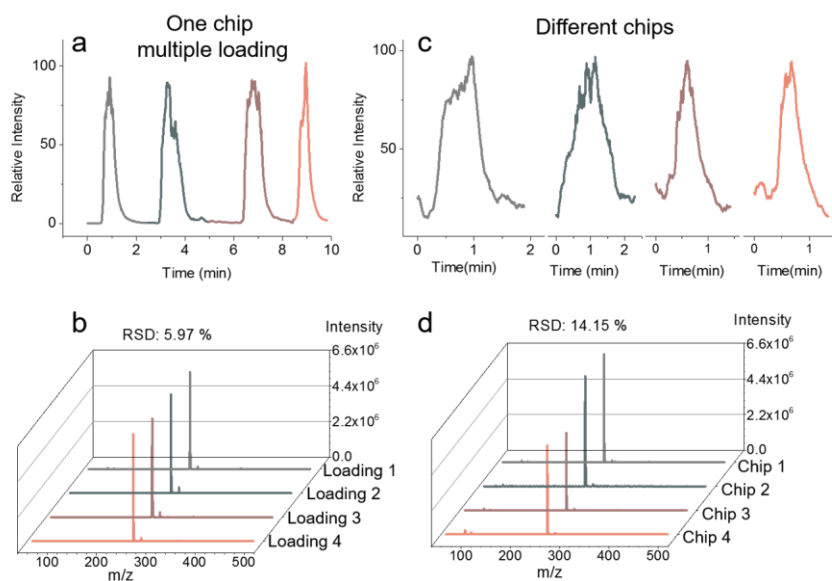 a
One chip
multiple loading
Relative Intensity
100
50
0
0 2 4 6 8 10
Time (min)
c
Different chips
Relative Intensity
100
50
0 1 2
Time(min)
0 1 2
Time (min)
0 1
Time(min)
0 1
Time(min)
b
RSD: 5.97 %
Intensity
6.6x10⁶
4.4x10⁶
2.2x10⁶
0.0
Loading 1
Loading 2
Loading 3
Loading 4
100 200 300 400 500
m/z
d
RSD: 14.15 %
Intensity
6.6x10⁶
4.4x10⁶
2.2x10⁶
0.0
Chip 1
Chip 2
Chip 3
Chip 4
100 200 300 400 500
m/z